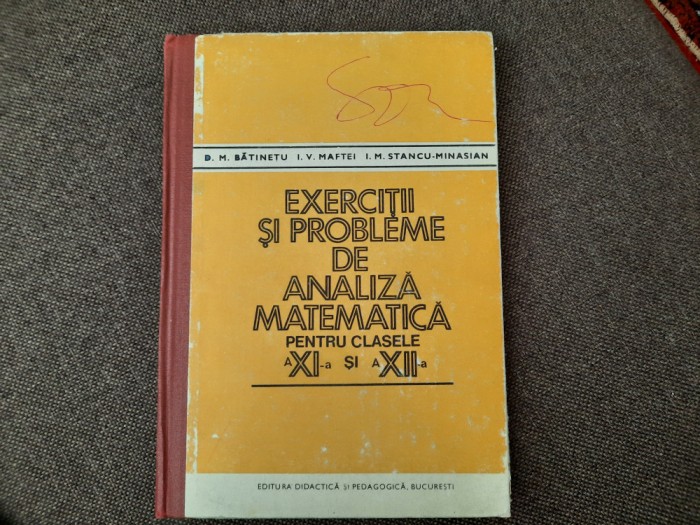 D. M. BĂTINEȚU I. V. MAFTEI I. M. STANCU-MINASIAN
EXERCIȚII
ȘI PROBLEME
DE
ANALIZĂ
MATEMATICĂ
PENTRU CLASELE
A XI-a ȘI A XII-a
EDITURA DIDACTICĂ ȘI PEDAGOGICĂ, BUCUREȘTI